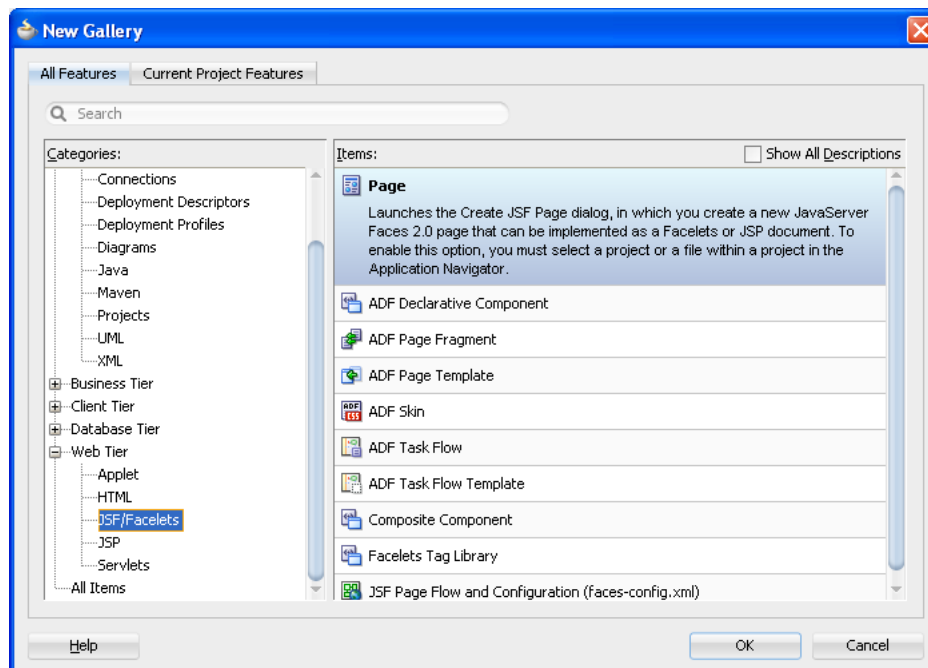 New Gallery
All Features
Current Project Features
Search
Categories:
Connections
Deployment Descriptors
Deployment Profiles
Diagrams
Java
Maven
Projects
UML
XML
Business Tier
Client Tier
Database Tier
Web Tier
Applet
HTML
JSF/Facelets
JSP
Servlets
All Items
Items:
Show All Descriptions
Page
Launches the Create JSF Page dialog, in which you create a new JavaServer
Faces 2.0 page that can be implemented as a Facelets or JSP document. To
enable this option, you must select a project or a file within a project in the
Application Navigator.
ADF Declarative Component
ADF Page Fragment
ADF Page Template
ADF CSS
ADF Skin
ADF Task Flow
ADF Task Flow Template
Composite Component
Facelets Tag Library
JSF Page Flow and Configuration (faces-config.xml)
Help
OK
Cancel